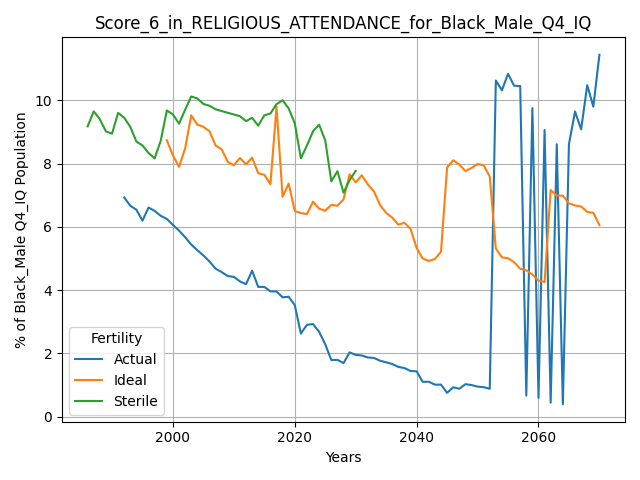 Score_6_in_RELIGIOUS_ATTENDANCE_for_Black_Male_Q4_IQ
% of Black_Male Q4_IQ Population
10
8
6
4
2
0
Fertility
Actual
Ideal
Sterile
2000 2020 2040 2060
Years